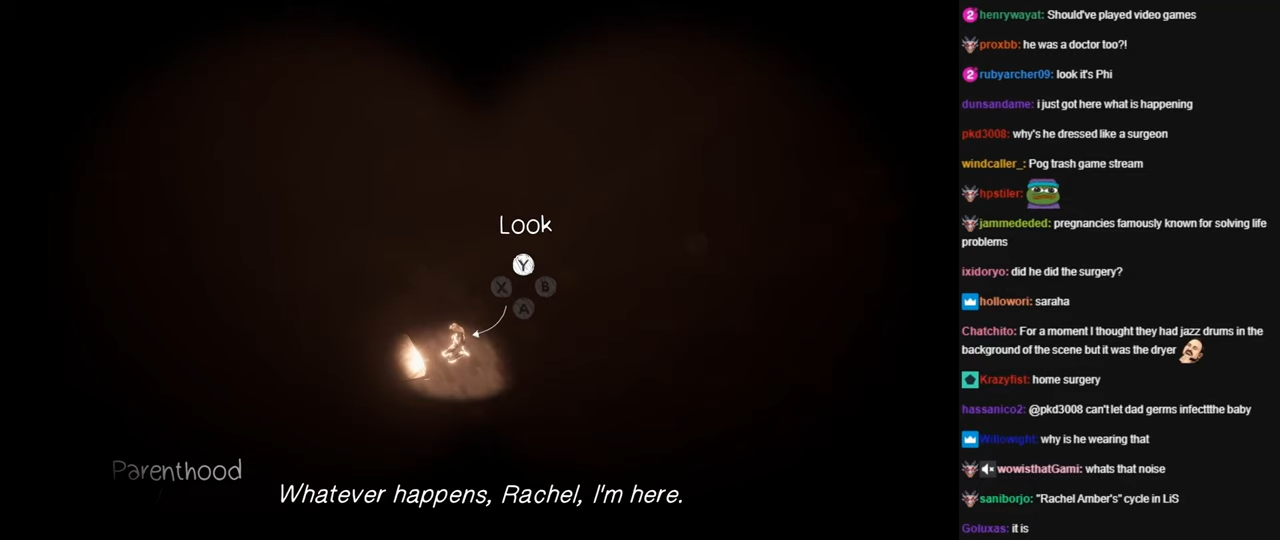 Look
Y
X
B
A
Parenthood
Whatever happens, Rachel, I'm here.
2 henrywayat: Should've played video games
proxbb: he was a doctor too?!
2 rubyarcher09: look it's Phi
dunsandame: i just got here what is happening
pkd3008: why's he dressed like a surgeon
windcaller_: Pog trash game stream
hpstiler:
jammededed: pregnancies famously known for solving life
problems
ixidoryo: did he did the surgery?
hollowori: saraha
Chatchito: For a moment I thought they had jazz drums in the
background of the scene but it was the dryer
Krazyfist: home surgery
hassanico2: @pkd3008 can't let dad germs infecttthe baby
Willowight: why is he wearing that
wowisthatGami: whats that noise
saniborjo: "Rachel Amber's" cycle in LiS
Goluxas: it is